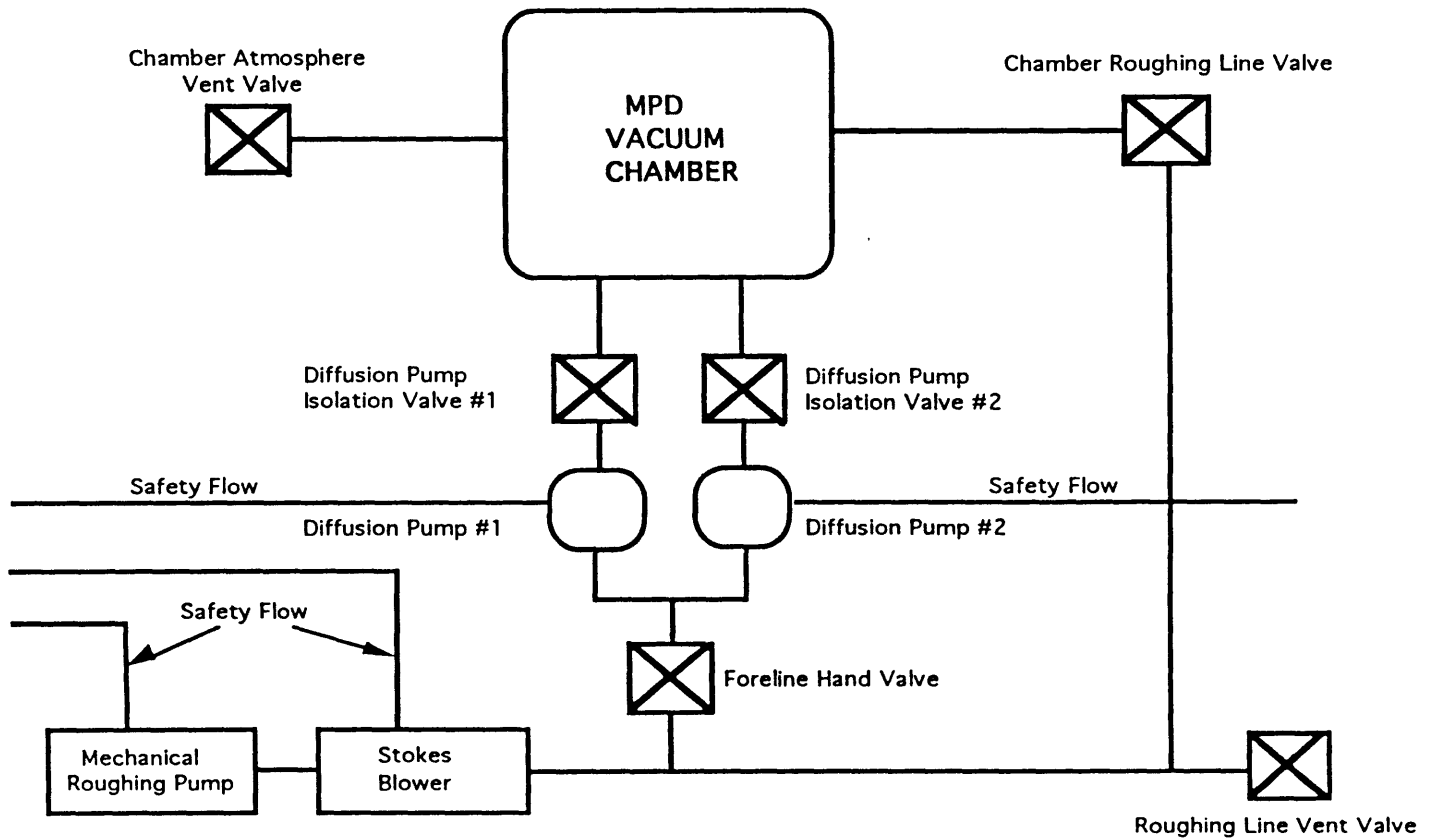 Chamber Atmosphere
Vent Valve
MPD
VACUUM
CHAMBER
Chamber Roughing Line Valve
Diffusion Pump
Isolation Valve #1
Diffusion Pump
Isolation Valve #2
Safety Flow
Safety Flow
Diffusion Pump #1
Diffusion Pump #2
Safety Flow
Foreline Hand Valve
Mechanical
Roughing Pump
Stokes
Blower
Roughing Line Vent Valve